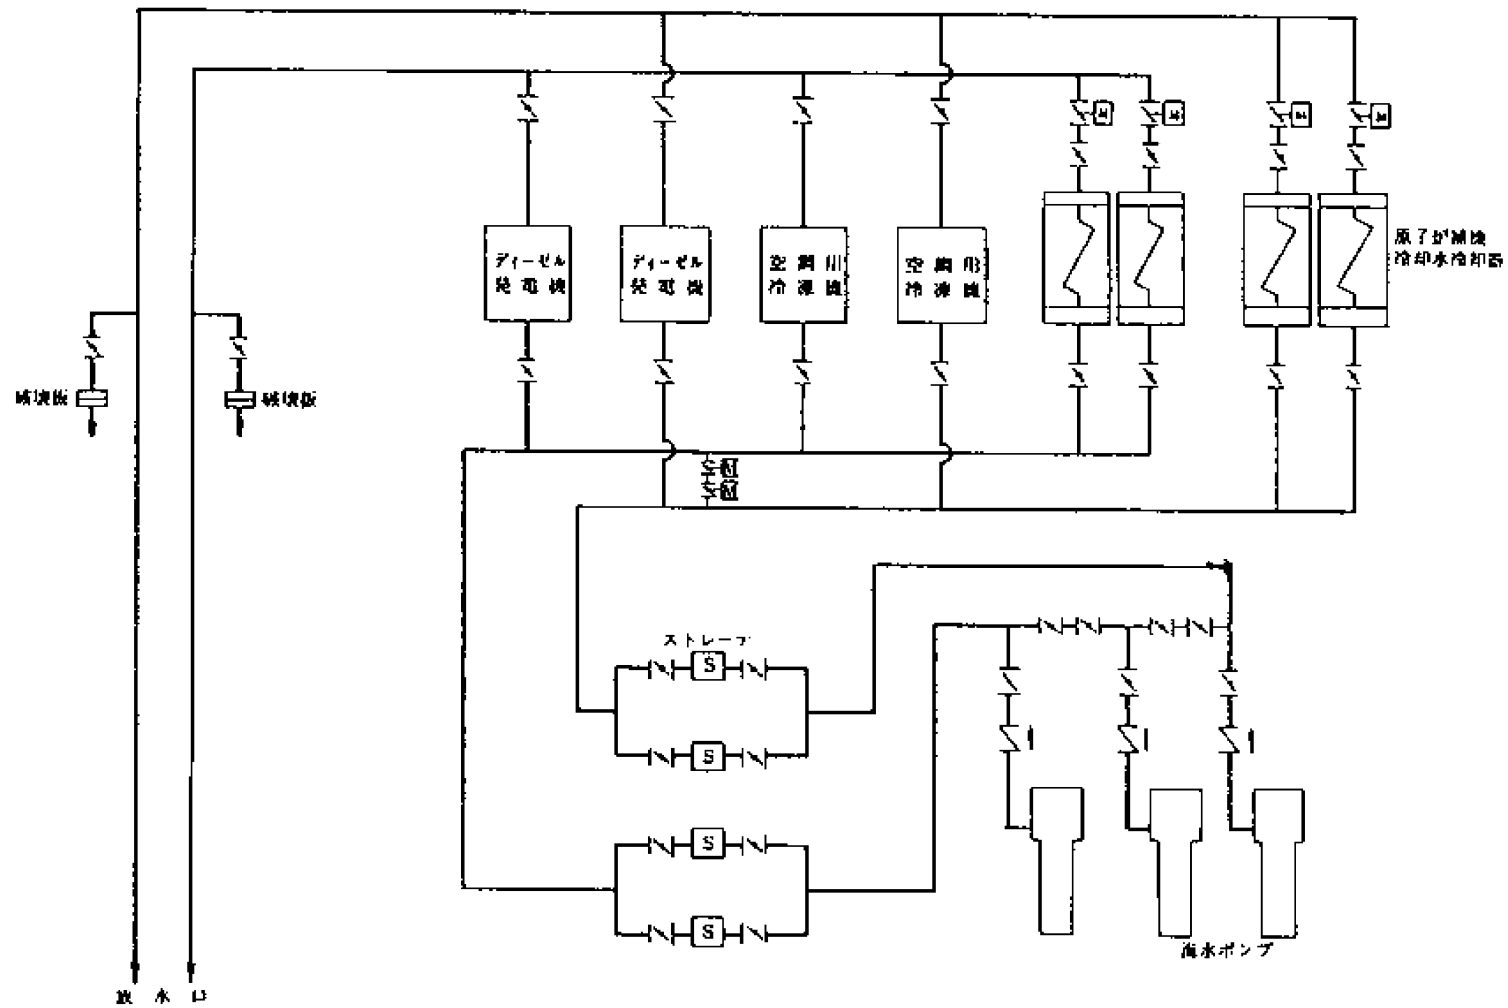 ディーゼル
発電機
ディーゼル
発電機
空調用
冷凍機
空調用
冷凍機
原子炉補機
冷却水冷却器
破壊板
破壊板
ストレーナ
S
S
S
S
海水ポンプ
放水口